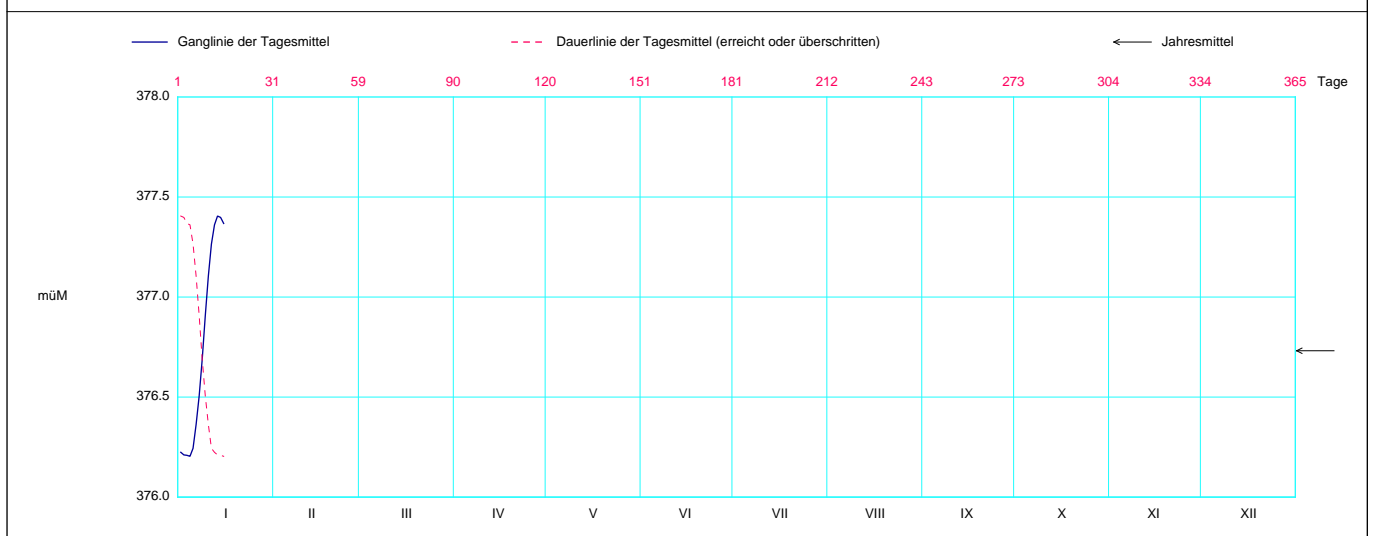 Ganglinie der Tagesmittel Dauerlinie der Tagesmittel (erreicht oder überschritten) Jahresmittel
1 31 59 90 120 151 181 212 243 273 304 334 365 Tage
378.0
377.5
377.0
müM
376.5
376.0
I II III IV V VI VII VIII IX X XI XII